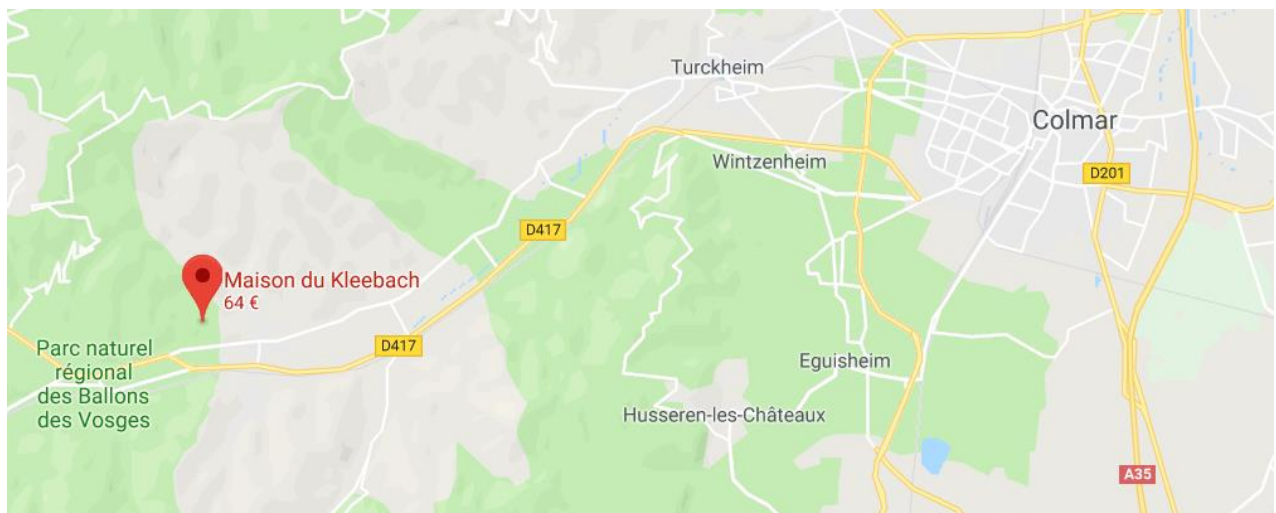 Turckheim
Colmar
Wintzenheim
D201
D417
Maison du Kleebach
64 €
D417
Parc naturel
régional
des Ballons
des Vosges
Eguisheim
Husseren-les-Châteaux
A35